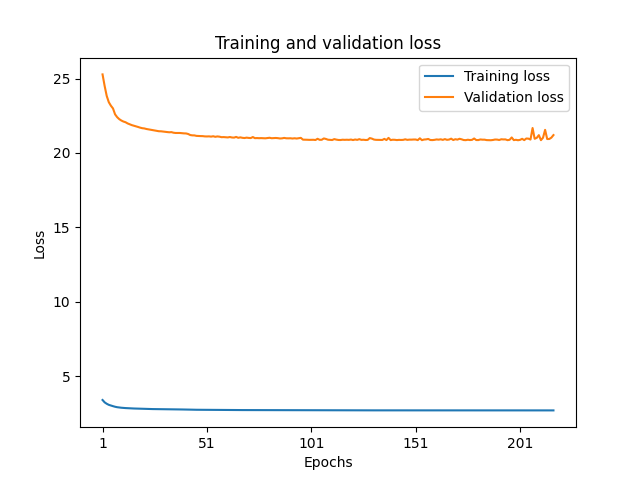 Training and validation loss
Training loss
Validation loss
25
20
15
10
5
Loss
1
51
101
151
201
Epochs